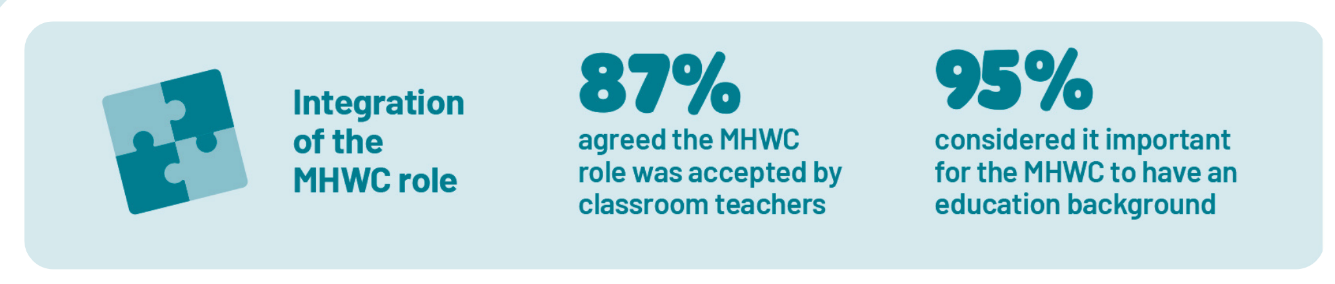 Integration
of the
MHWC role
87%
agreed the MHWC
role was accepted by
classroom teachers
95%
considered it important
for the MHWC to have an
education background